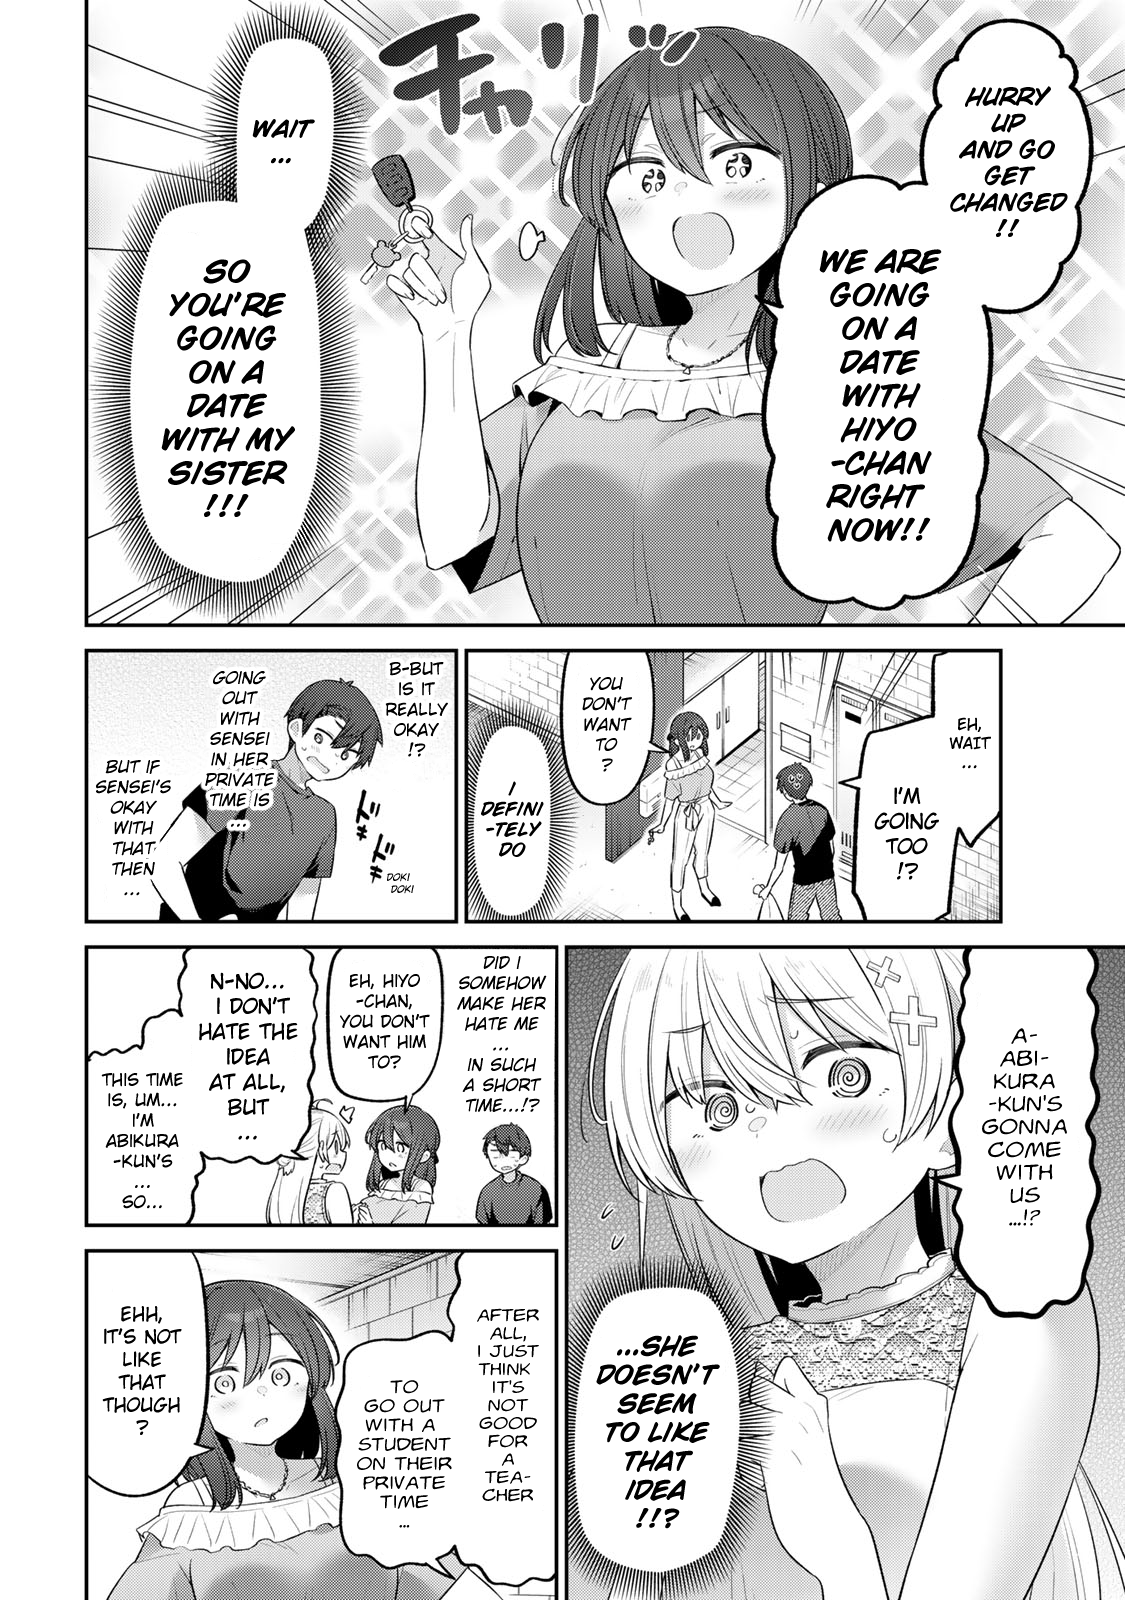 HURRY
UP
AND GO
GET
CHANGED
!!
WE ARE
GOING
ON A
DATE
WITH
HIYO
-CHAN
RIGHT
NOW!!
チャリ゛
WAIT
...
SO
YOU'RE
GOING
ON A
DATE
WITH MY
SISTER
!!!
EH,
WAIT
...
I'M
GOING
TOO
!?
YOU
DON'T
WANT TO
?
I
DEFINI
-TELY
DO
B-BUT
IS IT
REALLY
OKAY
!?
GOING
OUT
WITH
SENSEI
IN HER
PRIVATE
TIME IS
...
BUT IF
SENSEI'S
OKAY
WITH
THAT
THEN
...
ドキ
ドキ
DOKI
DOKI
A-
ABI-
KURA
-KUN'S
GONNA
COME
WITH
US
...!?
...SHE
DOESN'T
SEEM
TO LIKE
THAT
IDEA
!!?
DID I
SOMEHOW
MAKE HER
HATE ME
...
IN SUCH
A SHORT
TIME...!?
EH, HIYO
-CHAN,
YOU DON'T
WANT HIM
TO?
N-NO...
I DON'T
HATE THE
IDEA
AT ALL,
BUT
...
THIS TIME
IS, UM...
I'M
ABIKURA
-KUN'S
...
SO...
AFTER
ALL,
I JUST
THINK
IT'S
NOT
GOOD
FOR
A
TEA-
CHER
TO
GO OUT
WITH A
STUDENT
ON THEIR
PRIVATE
TIME
...
EHH,
IT'S NOT
LIKE
THAT
THOUGH
?